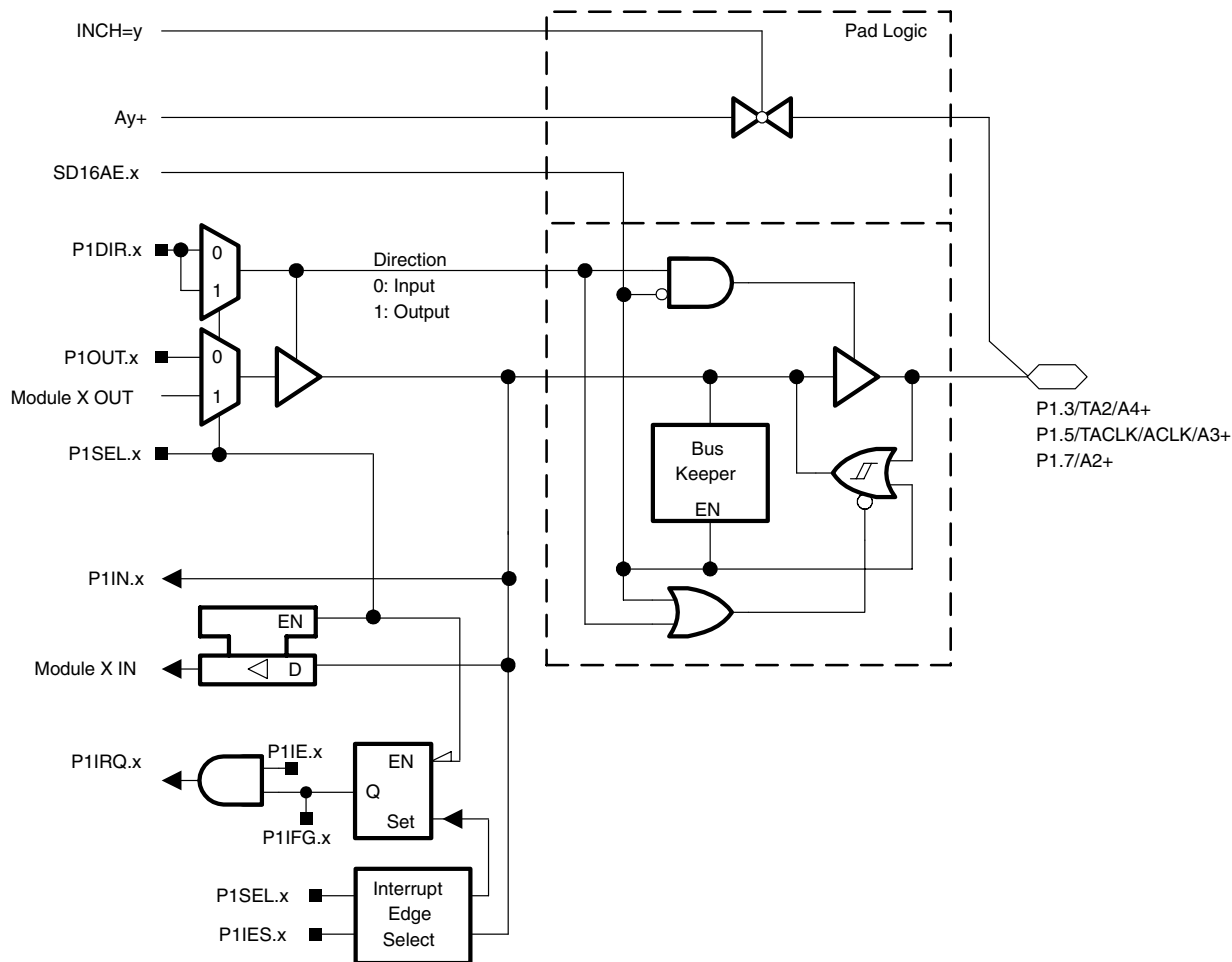 INCH=y
Pad Logic
Ay+
SD16AE.x
P1DIR.x
0
1
Direction
0: Input
1: Output
P1OUT.x
0
Module X OUT
1
P1SEL.x
P1.3/TA2/A4+
P1.5/TACLK/ACLK/A3+
P1.7/A2+
Bus
Keeper
EN
P1IN.x
EN
Module X IN
D
P1IE.x
P1IRQ.x
EN
Q
Set
P1IFG.x
P1SEL.x
P1IES.x
Interrupt
Edge
Select